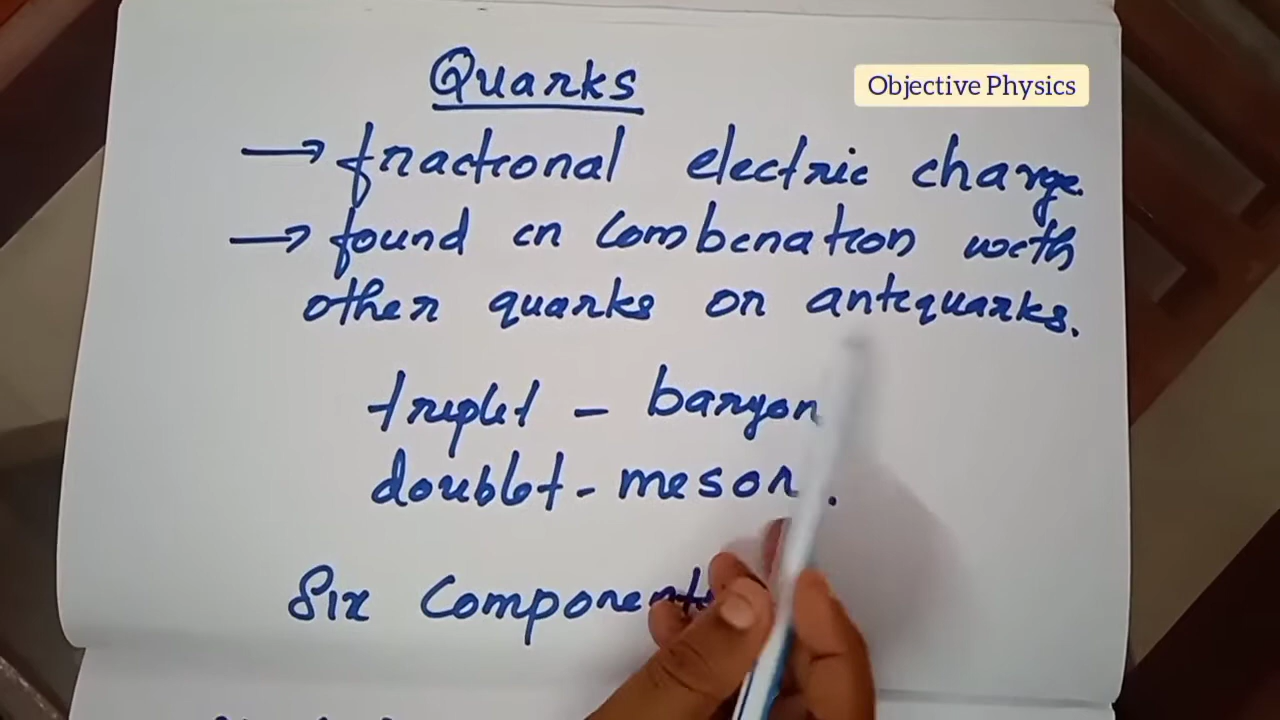 Quarks
Objective Physics
→ fractional electric charge.
→ found in combination with
other quarks or antiquarks.
triplet - baryon
doublet - meson.
Six Components